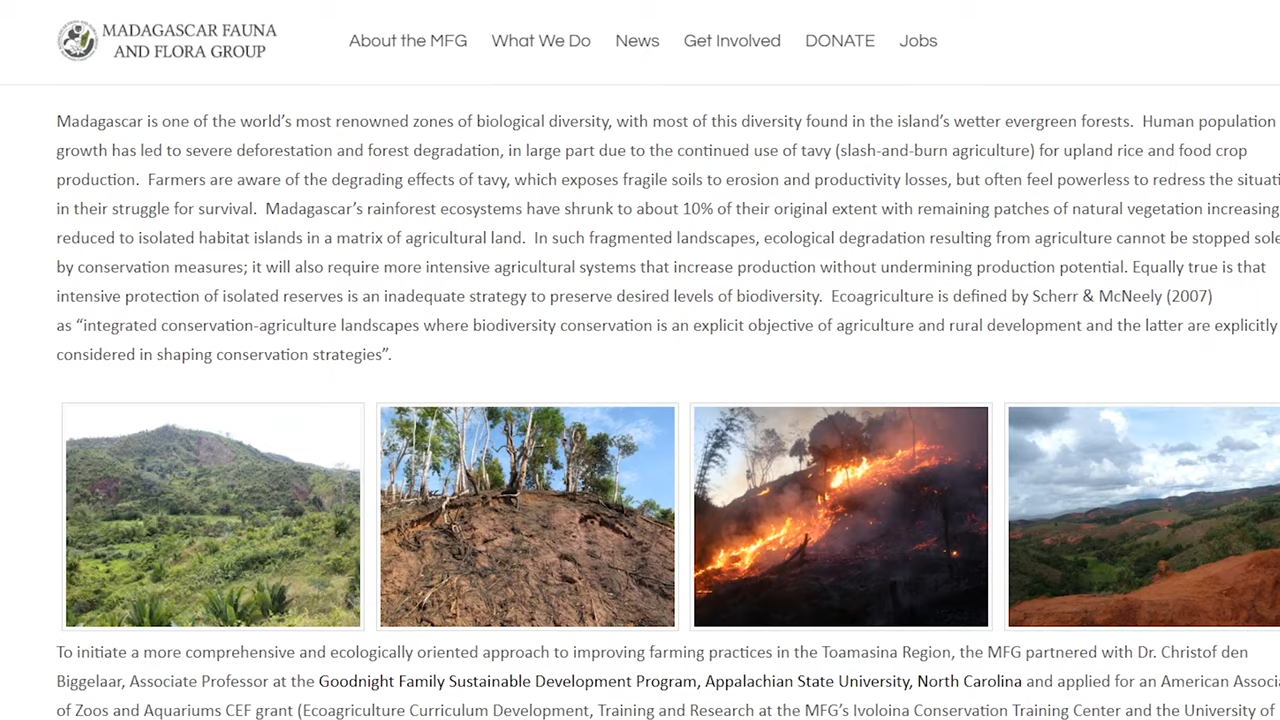 MADAGASCAR FAUNA
AND FLORA GROUP
About the MFG What We Do News Get Involved DONATE Jobs
Madagascar is one of the world's most renowned zones of biological diversity, with most of this diversity found in the island's wetter evergreen forests. Human population
growth has led to severe deforestation and forest degradation, in large part due to the continued use of tavy (slash-and-burn agriculture) for upland rice and food crop
production. Farmers are aware of the degrading effects of tavy, which exposes fragile soils to erosion and productivity losses, but often feel powerless to redress the situati
in their struggle for survival. Madagascar's rainforest ecosystems have shrunk to about 10% of their original extent with remaining patches of natural vegetation increasing
reduced to isolated habitat islands in a matrix of agricultural land. In such fragmented landscapes, ecological degradation resulting from agriculture cannot be stopped sole
by conservation measures; it will also require more intensive agricultural systems that increase production without undermining production potential. Equally true is that
intensive protection of isolated reserves is an inadequate strategy to preserve desired levels of biodiversity. Ecoagriculture is defined by Scherr & McNeely (2007)
as “integrated conservation-agriculture landscapes where biodiversity conservation is an explicit objective of agriculture and rural development and the latter are explicitly
considered in shaping conservation strategies”.
To initiate a more comprehensive and ecologically oriented approach to improving farming practices in the Toamasina Region, the MFG partnered with Dr. Christof den
Biggelaar, Associate Professor at the Goodnight Family Sustainable Development Program, Appalachian State University, North Carolina and applied for an American Associa
of Zoos and Aquariums CEF grant (Ecoagriculture Curriculum Development, Training and Research at the MFG's Ivoloina Conservation Training Center and the University of